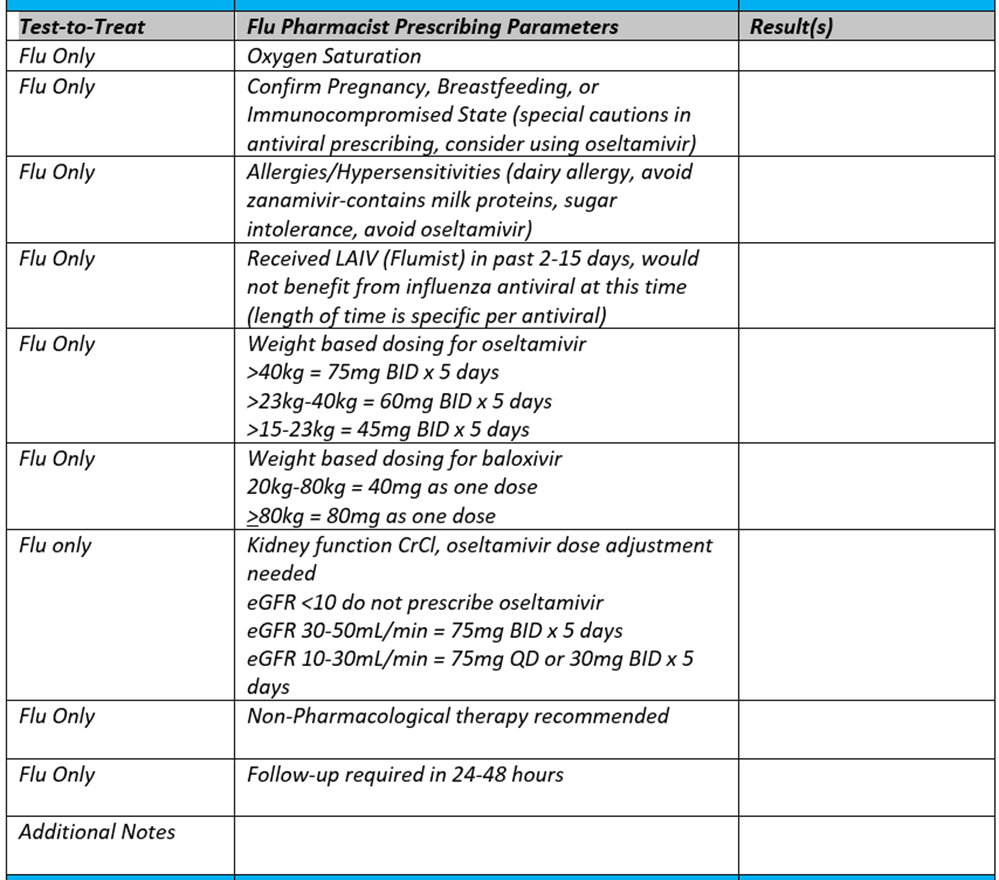 Test-to-Treat
Flu Pharmacist Prescribing Parameters
Result(s)
Flu Only
Oxygen Saturation
Flu Only
Confirm Pregnancy, Breastfeeding, or
Immunocompromised State (special cautions in
antiviral prescribing, consider using oseltamivir)
Flu Only
Allergies/Hypersensitivities (dairy allergy, avoid
zanamivir-contains milk proteins, sugar
intolerance, avoid oseltamivir)
Flu Only
Received LAIV (Flumist) in past 2-15 days, would
not benefit from influenza antiviral at this time
(length of time is specific per antiviral)
Flu Only
Weight based dosing for oseltamivir
>40kg = 75mg BID x 5 days
>23kg-40kg = 60mg BID x 5 days
>15-23kg = 45mg BID x 5 days
Flu Only
Weight based dosing for baloxivir
20kg-80kg = 40mg as one dose
≥80kg = 80mg as one dose
Flu only
Kidney function CrCl, oseltamivir dose adjustment
needed
eGFR <10 do not prescribe oseltamivir
eGFR 30-50mL/min = 75mg BID x 5 days
eGFR 10-30mL/min = 75mg QD or 30mg BID x 5
days
Flu Only
Non-Pharmacological therapy recommended
Flu Only
Follow-up required in 24-48 hours
Additional Notes